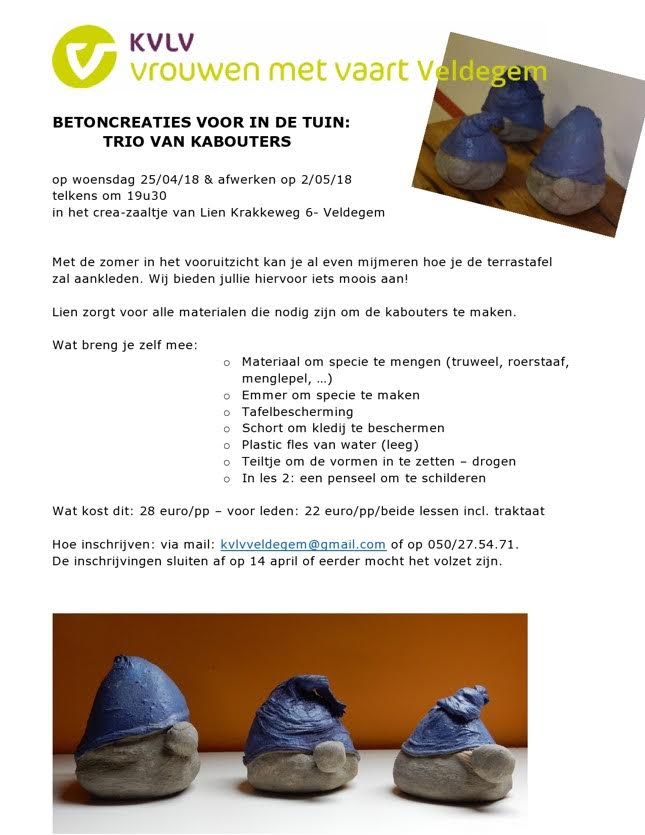 KVLV
vrouwen met vaart Veldegem
BETONCREATIES VOOR IN DE TUIN:
TRIO VAN KABOUTERS
op woensdag 25/04/18 & afwerken op 2/05/18
telkens om 19u30
in het crea-zaaltje van Lien Krakkeweg 6- Veldegem
Met de zomer in het vooruitzicht kan je al even mijmeren hoe je de terrastafel
zal aankleden. Wij bieden jullie hiervoor iets moois aan!
Lien zorgt voor alle materialen die nodig zijn om de kabouters te maken.
Wat breng je zelf mee:
o Materiaal om specie te mengen (truweel, roerstaaf,
menglepel, …)
o Emmer om specie te maken
o Tafelbescherming
o Schort om kledij te beschermen
o Plastic fles van water (leeg)
o Teiltje om de vormen in te zetten – drogen
o In les 2: een penseel om te schilderen
Wat kost dit: 28 euro/pp – voor leden: 22 euro/pp/beide lessen incl. traktaat
Hoe inschrijven: via mail: kvlvveldegem@gmail.com of op 050/27.54.71.
De inschrijvingen sluiten af op 14 april of eerder mocht het volzet zijn.